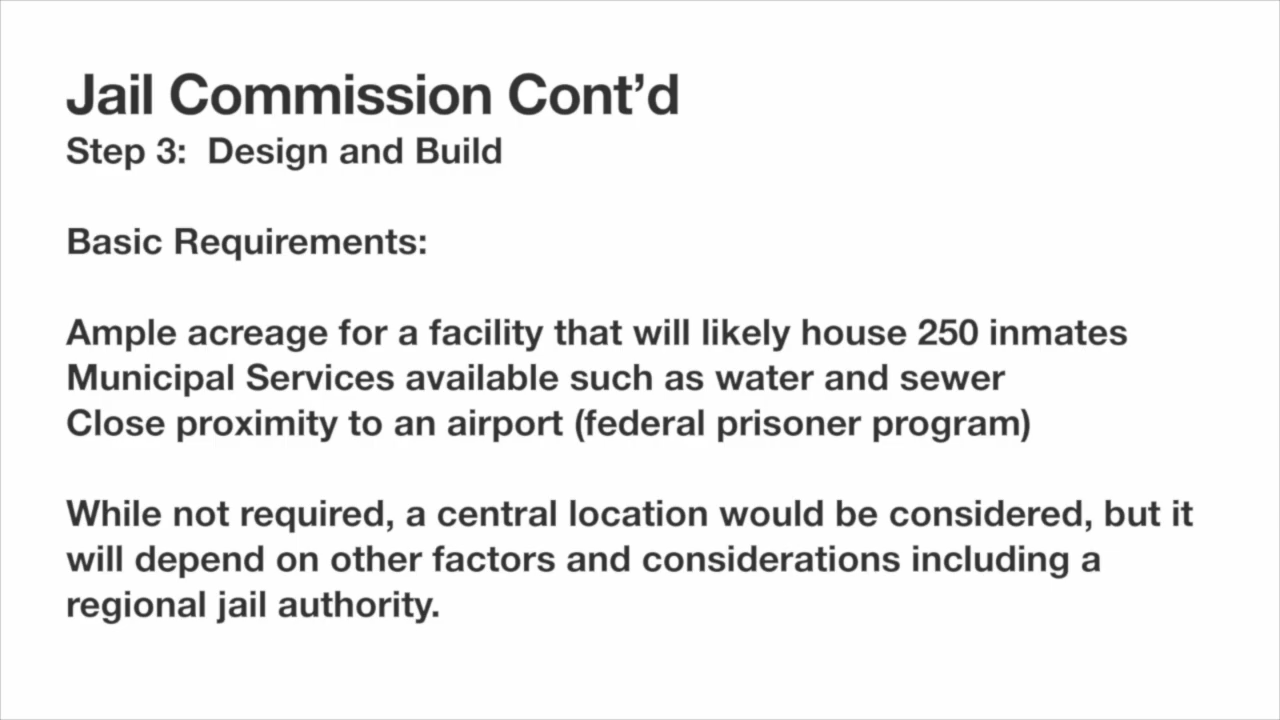 Jail Commission Cont’d
Step 3:  Design and Build
Basic Requirements:
Ample acreage for a facility that will likely house 250 inmates
Municipal Services available such as water and sewer
Close proximity to an airport (federal prisoner program)
While not required, a central location would be considered, but it
will depend on other factors and considerations including a
regional jail authority.